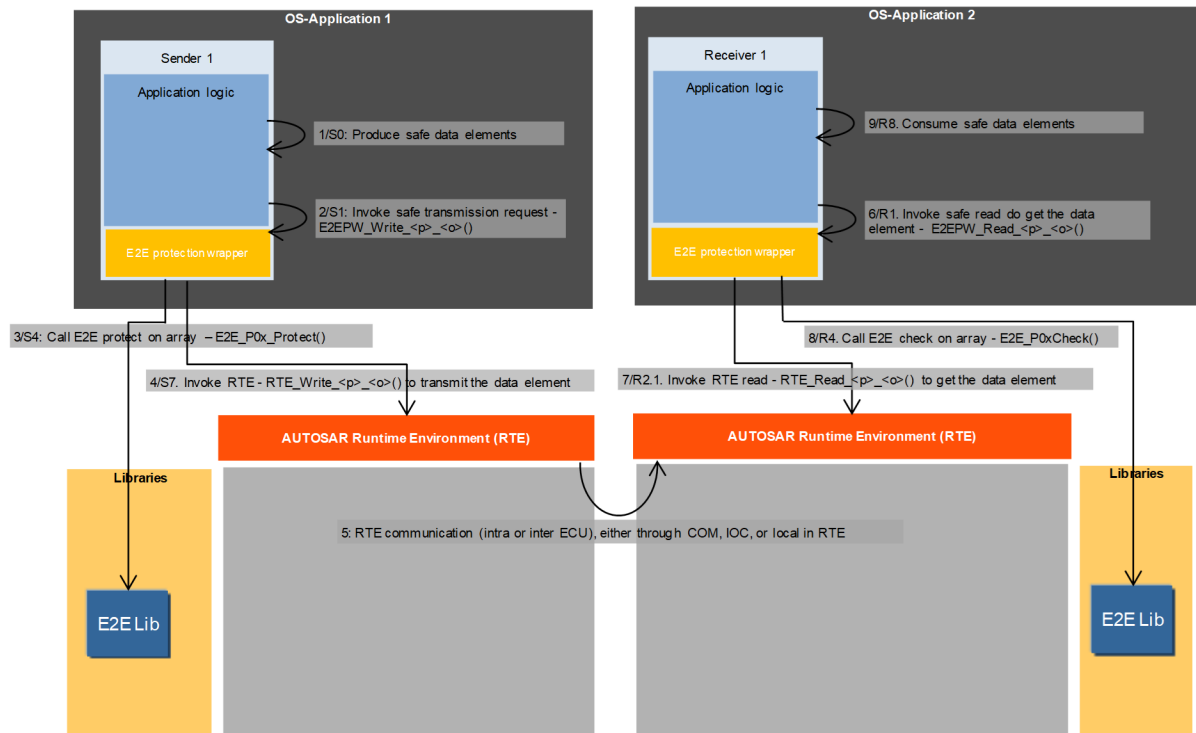 OS-Application 1
Sender 1
Application logic
1/S0: Produce safe data elements
2/S1: Invoke safe transmission request -
E2EPW_Write_<p>_<o>()
E2E protection wrapper
3/S4: Call E2E protect on array – E2E_P0x_Protect()
4/S7. Invoke RTE - RTE_Write_<p>_<o>() to transmit the data element
AUTOSAR Runtime Environment (RTE)
Libraries
E2E Lib
5: RTE communication (intra or inter ECU), either through COM, IOC, or local in RTE
OS-Application 2
Receiver 1
Application logic
9/R8. Consume safe data elements
6/R1. Invoke safe read do get the data
element - E2EPW_Read_<p>_<o>()
E2E protection wrapper
8/R4. Call E2E check on array - E2E_P0xCheck()
7/R2.1. Invoke RTE read - RTE_Read_<p>_<o>() to get the data element
AUTOSAR Runtime Environment (RTE)
Libraries
E2E Lib